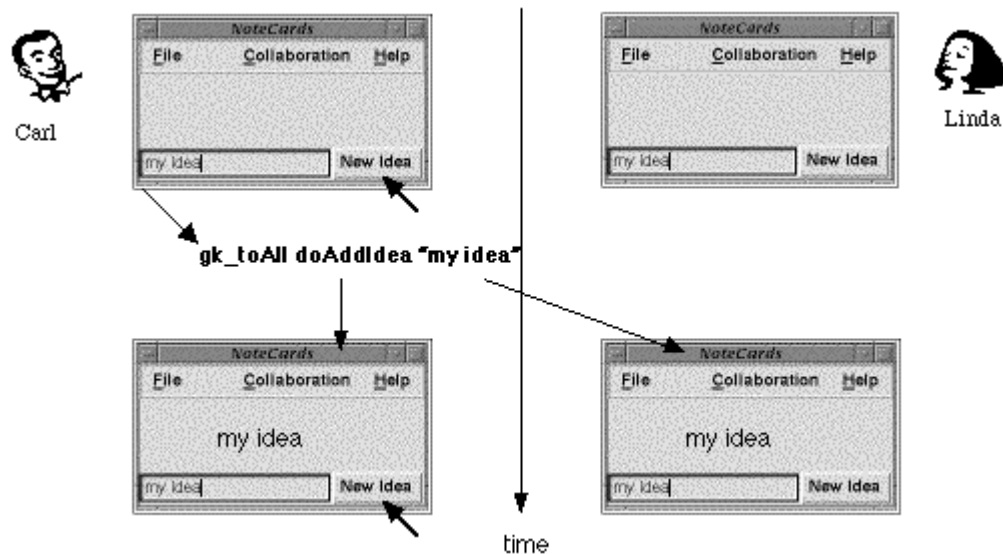 NoteCards
File Collaboration Help
my idea
New Idea
Carl
NoteCards
File Collaboration Help
my idea
New Idea
Linda
gk_toAll doAddIdea "my idea"
NoteCards
File Collaboration Help
my idea
my idea
New Idea
NoteCards
File Collaboration Help
my idea
my idea
New Idea
time